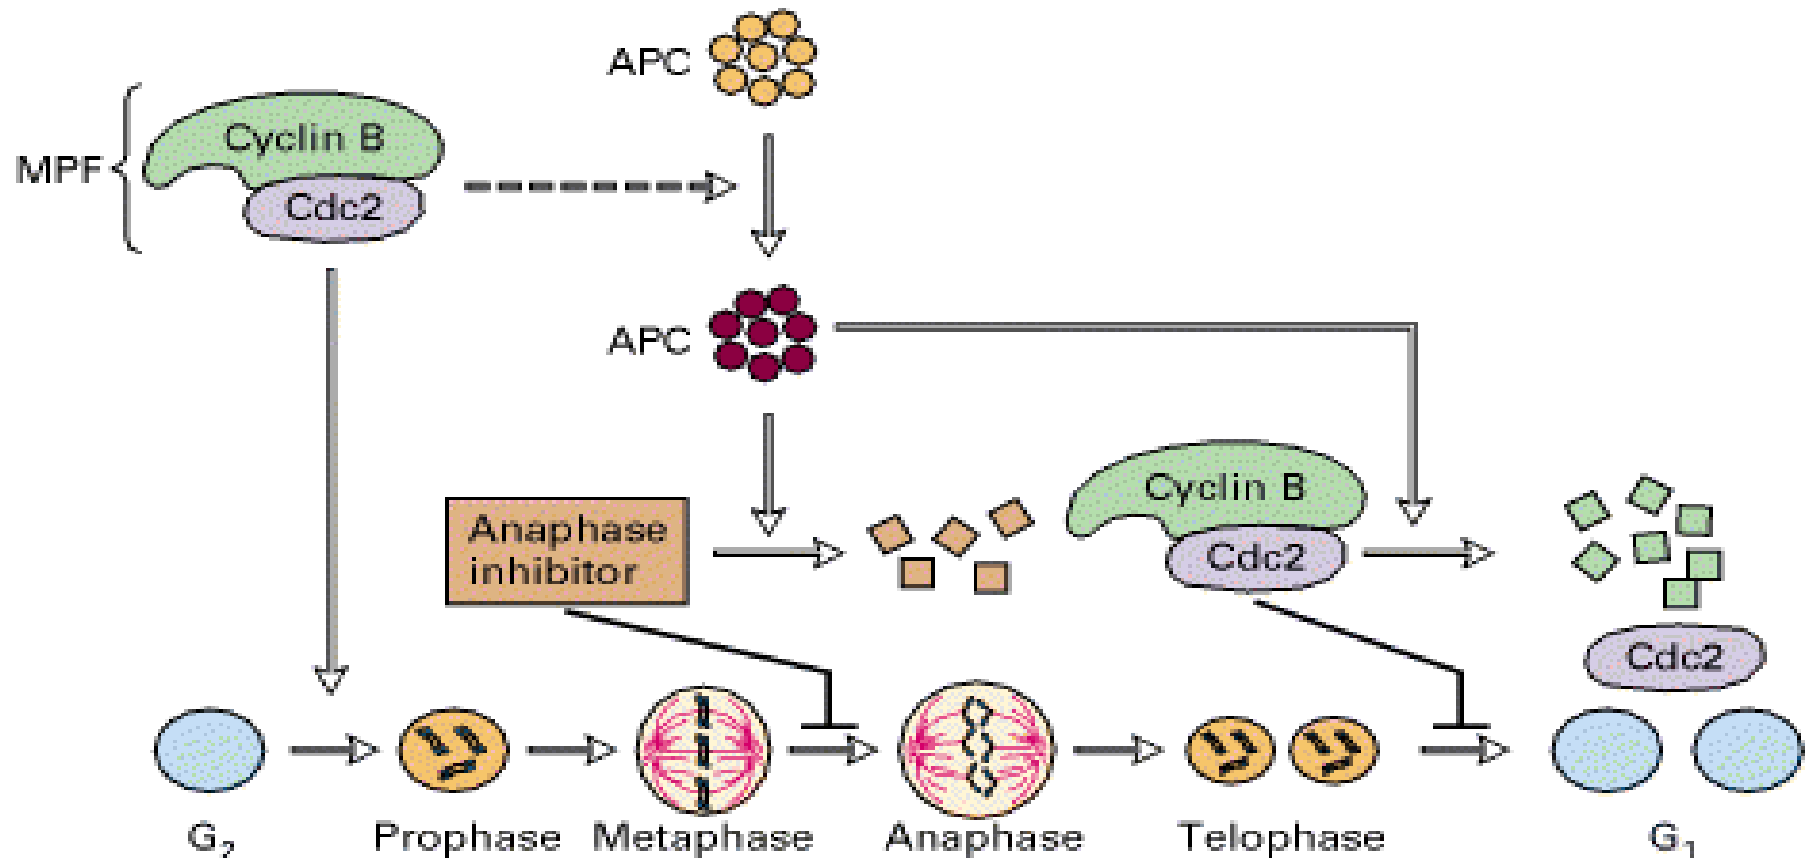 APC
Cyclin B
MPF
Cdc2
APC
Cyclin B
Anaphase
inhibitor
Cdc2
Cdc2
G₂
Prophase
Metaphase
Anaphase
Telophase
G₁